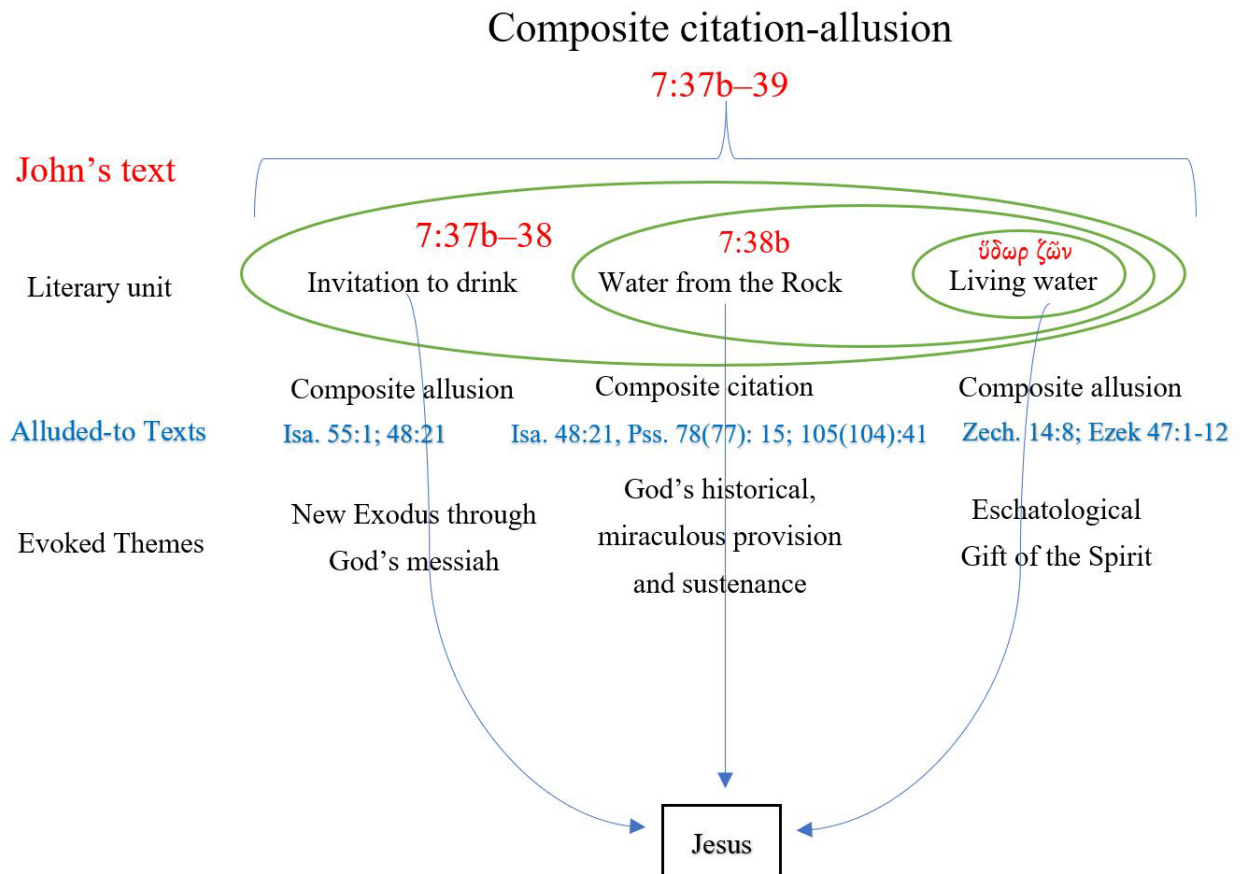 Composite citation-allusion
7:37b–39
John’s text
7:37b–38
7:38b
ὕδωρ ζῶν
Literary unit
Invitation to drink
Water from the Rock
Living water
Composite allusion
Composite citation
Composite allusion
Alluded-to Texts
Isa. 55:1; 48:21
Isa. 48:21, Pss. 78(77): 15; 105(104):41
Zech. 14:8; Ezek 47:1-12
Evoked Themes
New Exodus through
God’s messiah
God’s historical,
miraculous provision
and sustenance
Eschatological
Gift of the Spirit
Jesus